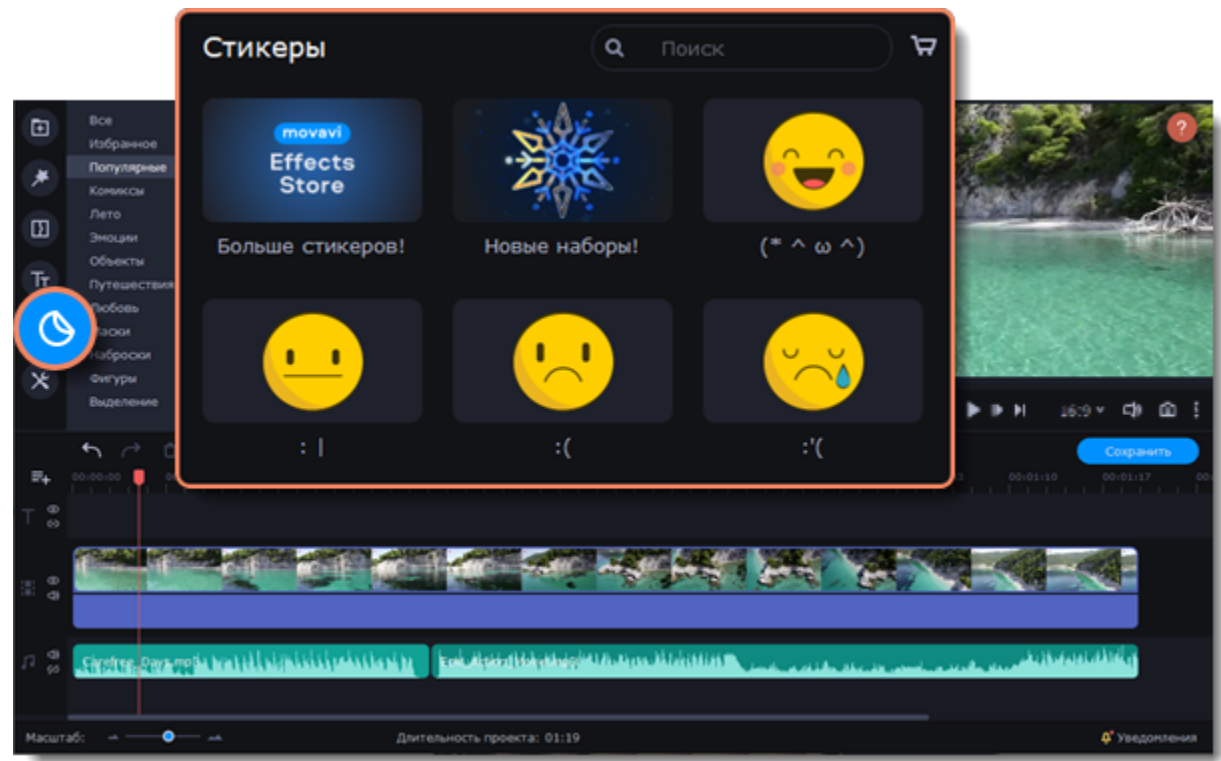 Стикеры
Поиск
movavi
Effects
Store
Больше стикеров!
Новые наборы!
(* ^ ω ^)
: |
:(
:'(
Все
Избранное
Популярные
Комиксы
Лето
Эмоции
Объекты
Путешествия
Любовь
Маски
Наброски
Фигуры
Выделение
?
16:9
Сохранить
00:00:00
00:01:10
00:01:17
Carefree_Days.mp3
Масштаб:
Длительность проекта: 01:19
Уведомления